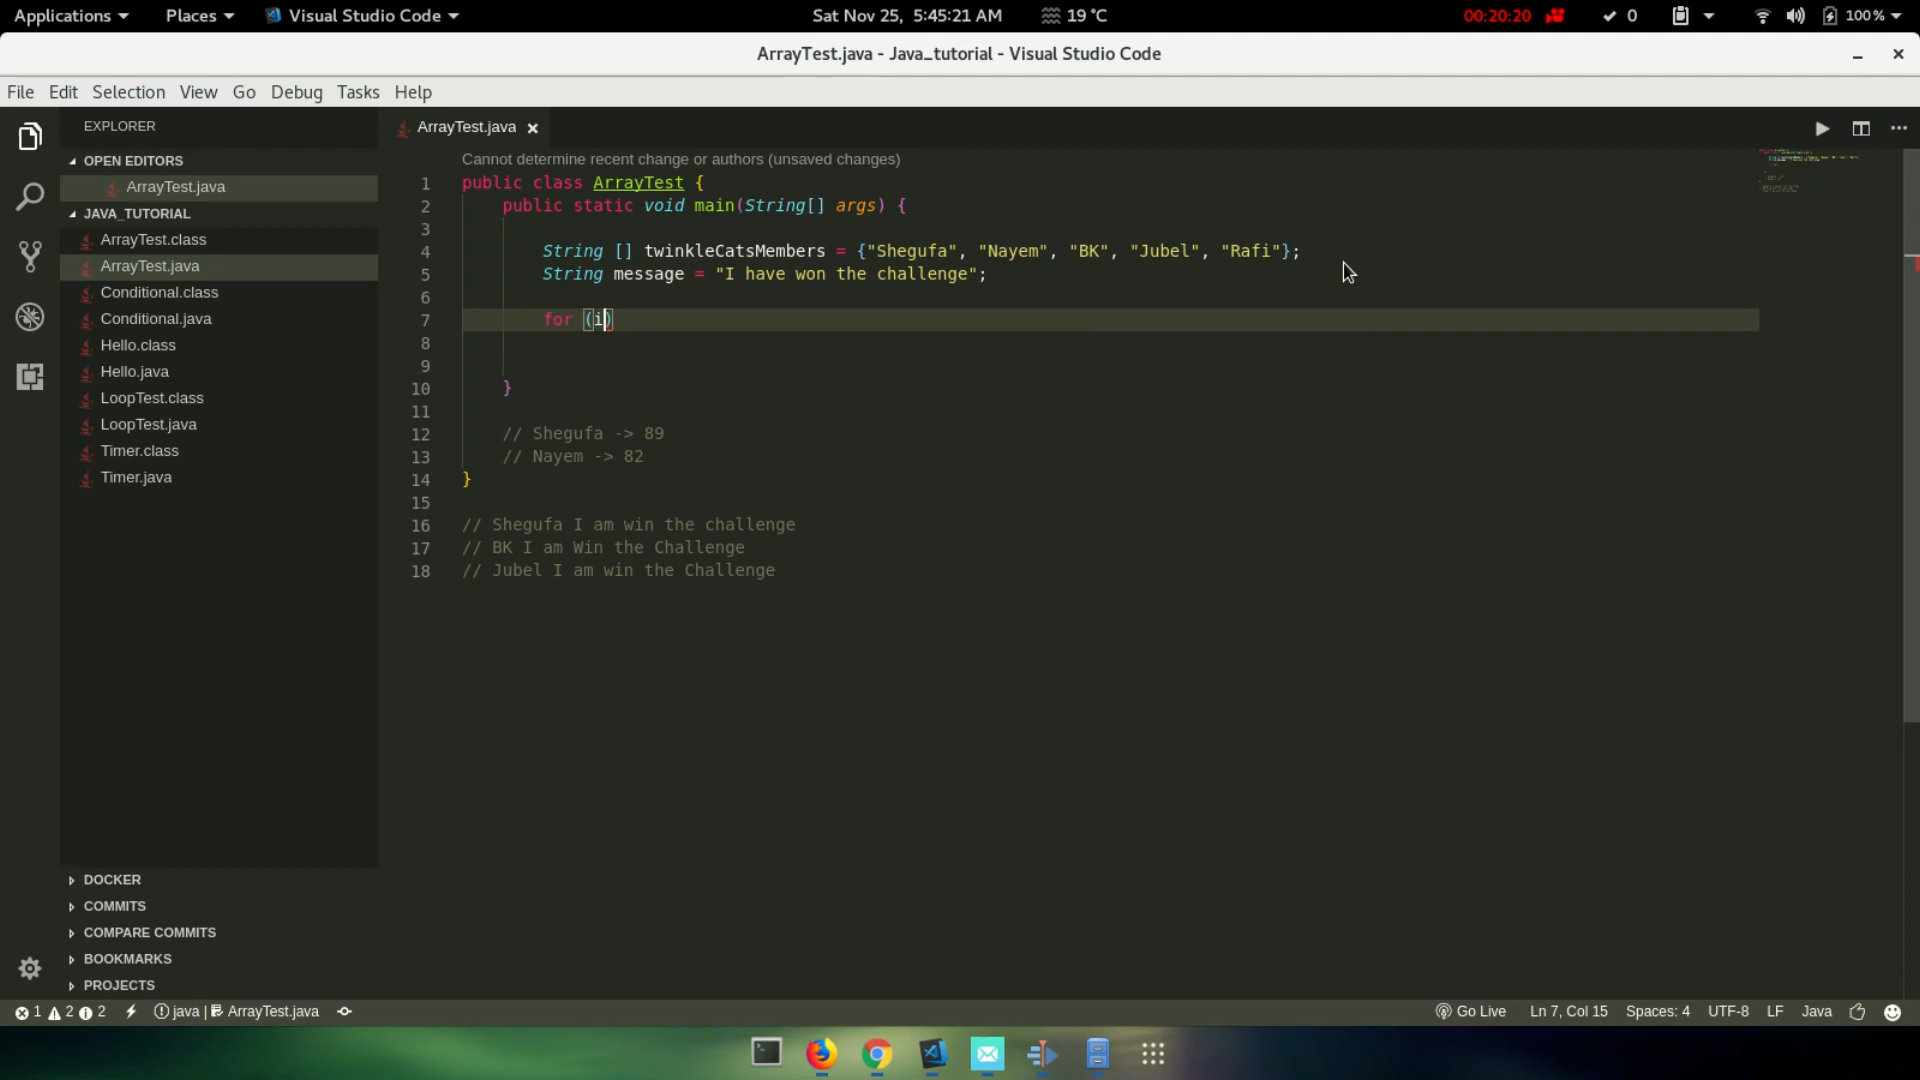 Applications Places Visual Studio Code Sat Nov 25, 5:45:21 AM 19 °C 00:20:20 0 100%
ArrayTest.java - Java_tutorial - Visual Studio Code
File Edit Selection View Go Debug Tasks Help
EXPLORER
OPEN EDITORS
ArrayTest.java
JAVA_TUTORIAL
ArrayTest.class
ArrayTest.java
Conditional.class
Conditional.java
Hello.class
Hello.java
LoopTest.class
LoopTest.java
Timer.class
Timer.java
DOCKER
COMMITS
COMPARE COMMITS
BOOKMARKS
PROJECTS
ArrayTest.java
Cannot determine recent change or authors (unsaved changes)
1 public class ArrayTest {
2 public static void main(String[] args) {
3
4 String [] twinkleCatsMembers = {"Shegufa", "Nayem", "BK", "Jubel", "Rafi"};
5 String message = "I have won the challenge";
6
7 for (i)
8
9
10 }
11
12 // Shegufa -> 89
13 // Nayem -> 82
14 }
15
16 // Shegufa I am win the challenge
17 // BK I am Win the Challenge
18 // Jubel I am win the Challenge
1 2 2 java | ArrayTest.java Go Live Ln 7, Col 15 Spaces: 4 UTF-8 LF Java